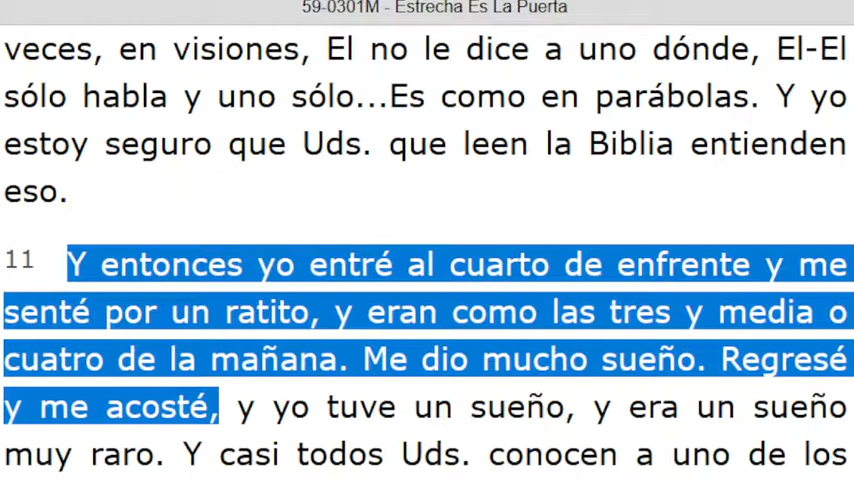 59-0301M - Estrecha Es La Puerta
veces, en visiones, El no le dice a uno dónde, El-El
sólo habla y uno sólo...Es como en parábolas. Y yo
estoy seguro que Uds. que leen la Biblia entienden
eso.
11 Y entonces yo entré al cuarto de enfrente y me
senté por un ratito, y eran como las tres y media o
cuatro de la mañana. Me dio mucho sueño. Regresé
y me acosté, y yo tuve un sueño, y era un sueño
muy raro. Y casi todos Uds. conocen a uno de los